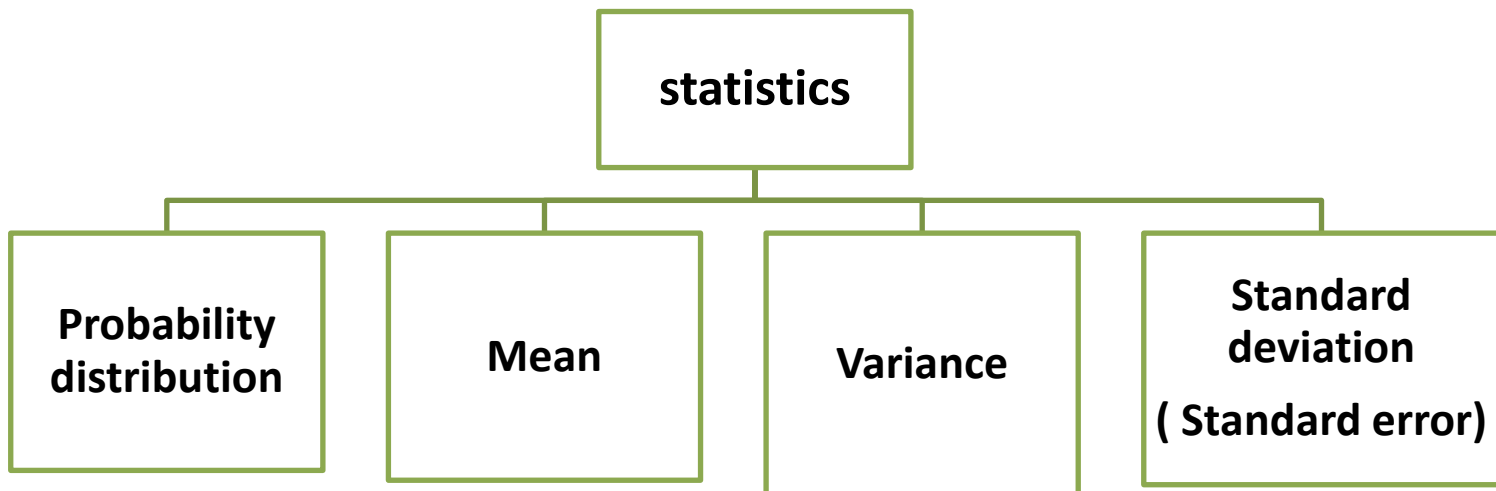 statistics
Probability
distribution
Mean
Variance
Standard
deviation
( Standard error)